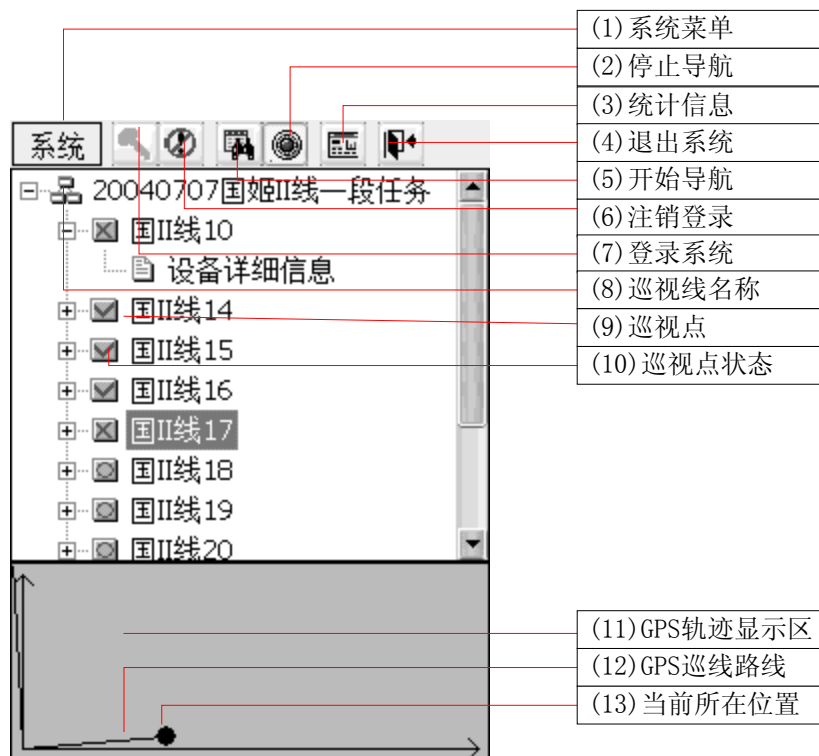 (1)系统菜单
(2)停止导航
(3)统计信息
(4)退出系统
(5)开始导航
(6)注销登录
(7)登录系统
(8)巡视线名称
(9)巡视点
(10)巡视点状态
系统
20040707国姬II线一段任务
国II线10
设备详细信息
国II线14
国II线15
国II线16
国II线17
国II线18
国II线19
国II线20
(11)GPS轨迹显示区
(12)GPS巡线路线
(13)当前所在位置